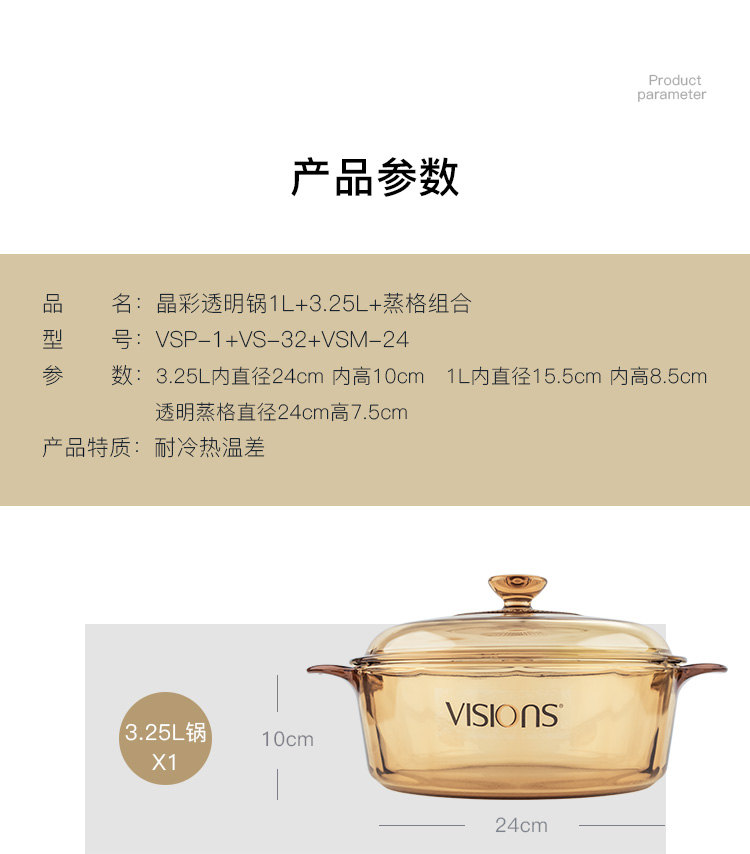 Product
parameter
产品参数
品 名：晶彩透明锅1L+3.25L+蒸格组合
型 号：VSP-1+VS-32+VSM-24
参 数：3.25L内直径24cm 内高10cm 1L内直径15.5cm 内高8.5cm
透明蒸格直径24cm高7.5cm
产品特质：耐冷热温差
3.25L锅
X1
10cm
VISIONS®
24cm